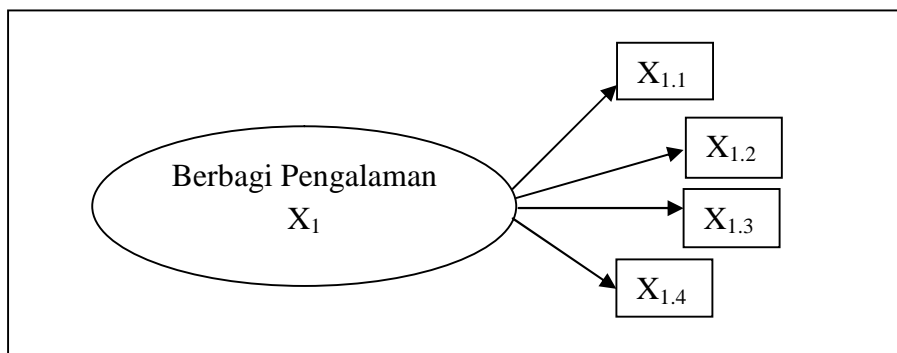 X₁.₁
X₁.₂
Berbagi Pengalaman
X₁
X₁.₃
X₁.₄